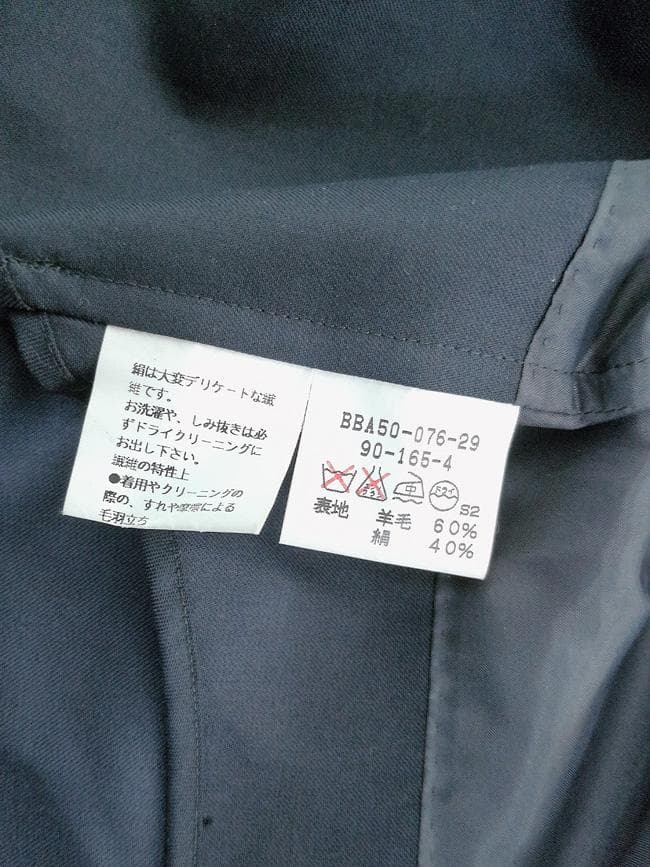 絹は大変デリケートな繊
維です。
お洗濯や、しみ抜きは必
ずドライクリーニングに
お出し下さい。
繊維の特性上
●着用やクリーニングの
際の、すれや摩擦による
毛羽立ち
BBA50-076-29
90-165-4
S2
表地 羊毛 60%
絹 40%